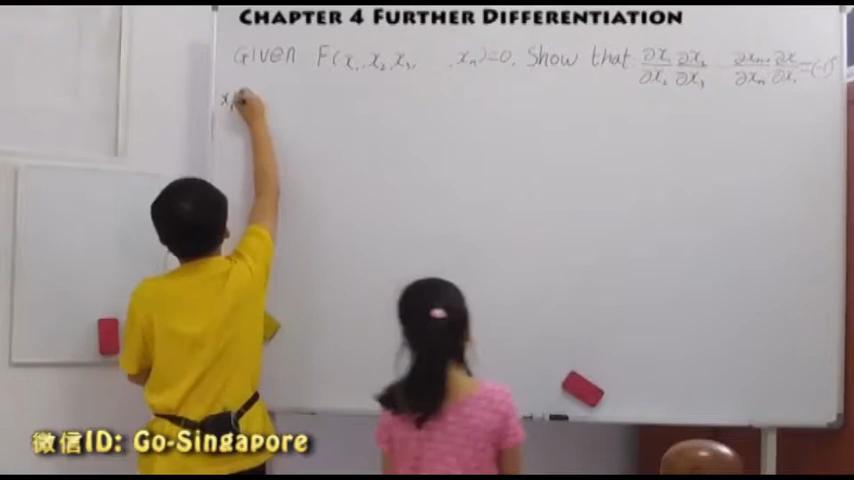 CHAPTER 4 FURTHER DIFFERENTIATION
Given F(x₁, x₂, x₃, , xₙ)=0. Show that ∂x₁/∂x₂ ∂x₂/∂x₃ ∂xₙ₋₁/∂xₙ ∂xₙ/∂x₁ =(-1)ⁿ
x₁
微信ID: Go-Singapore